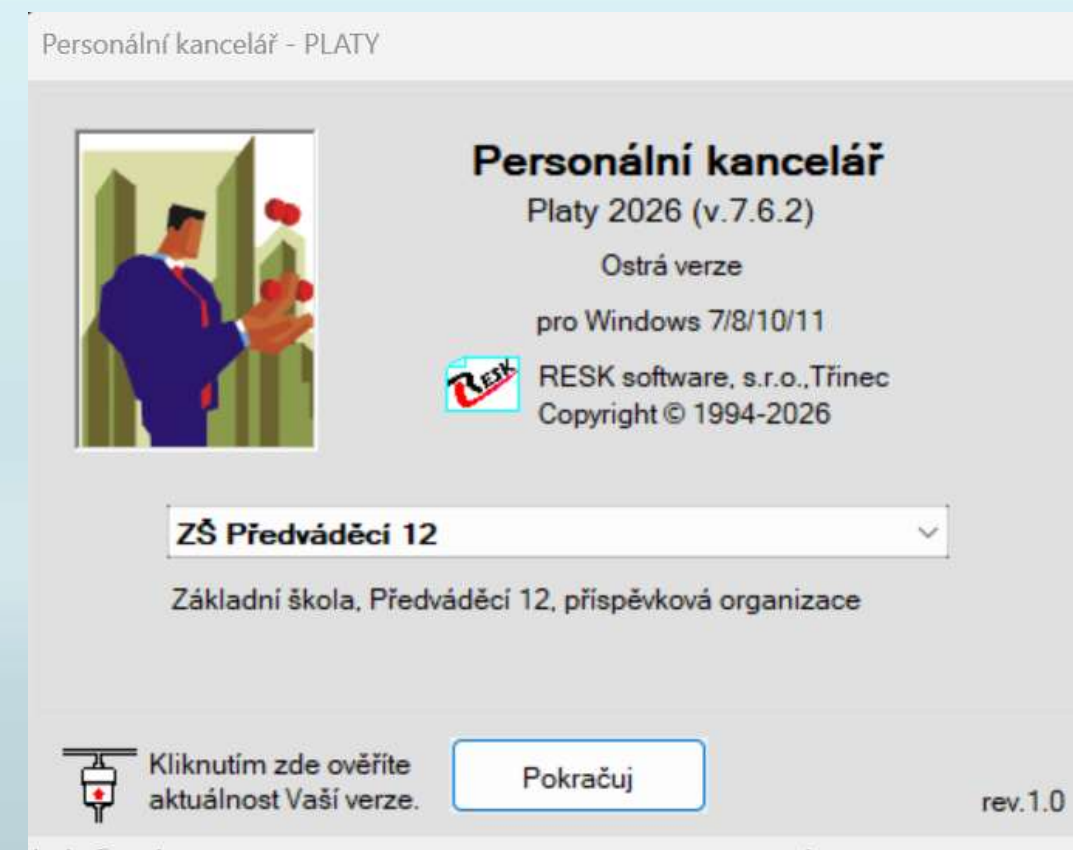 Personální kancelář - PLATY
Personální kancelář
Platy 2026 (v.7.6.2)
Ostrá verze
pro Windows 7/8/10/11
RESK
RESK software, s.r.o.,Třinec
Copyright © 1994-2026
ZŠ Předváděcí 12
Základní škola, Předváděcí 12, příspěvková organizace
Kliknutím zde ověříte
aktuálnost Vaší verze.
Pokračuj
rev.1.0